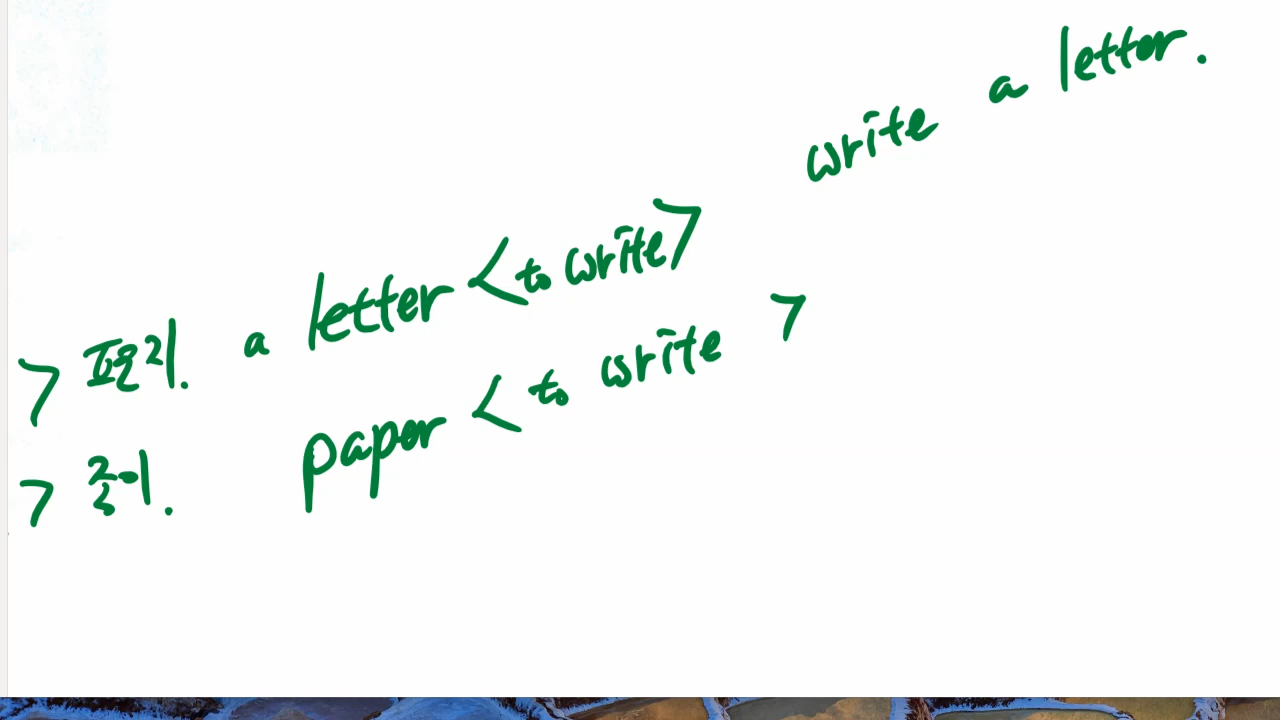 write a letter.
> 편지. a letter <to write>
> 종이. paper < to write >